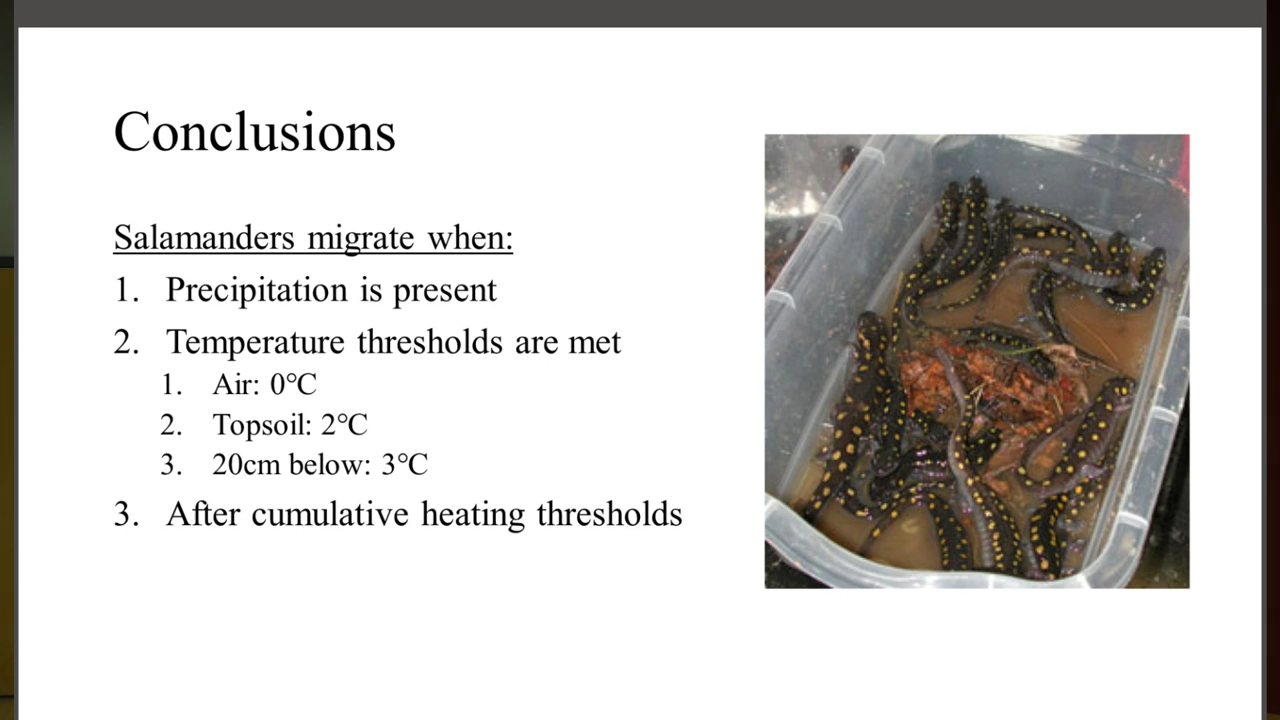 Conclusions
Salamanders migrate when:
1. Precipitation is present
2. Temperature thresholds are met
1. Air: 0°C
2. Topsoil: 2°C
3. 20cm below: 3°C
3. After cumulative heating thresholds